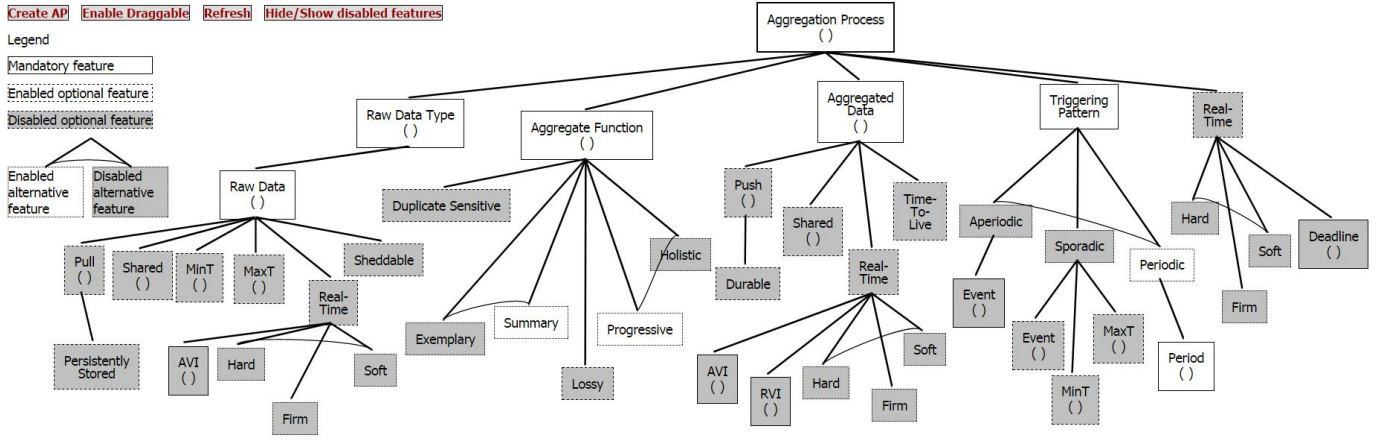 Create AP Enable Draggable Refresh Hide/Show disabled features
Legend
Mandatory feature
Enabled optional feature
Disabled optional feature
Enabled
alternative
feature
Disabled
alternative
feature
Aggregation Process
( )
Raw Data Type
( )
Aggregate Function
( )
Aggregated
Data
( )
Triggering
Pattern
( )
Real-
Time
Raw Data
( )
Pull
( )
Shared
( )
MinT
( )
MaxT
( )
Real-
Time
Sheddable
Persistently
Stored
AVI
( )
Hard
Firm
Soft
Duplicate Sensitive
Exemplary
Summary
Lossy
Progressive
Holistic
Push
( )
Shared
( )
Time-
To-
Live
Durable
Real-
Time
AVI
( )
RVI
( )
Hard
Firm
Soft
Aperiodic
Sporadic
Periodic
Event
( )
Event
( )
MinT
( )
MaxT
( )
Period
( )
Hard
Firm
Soft
Deadline
( )